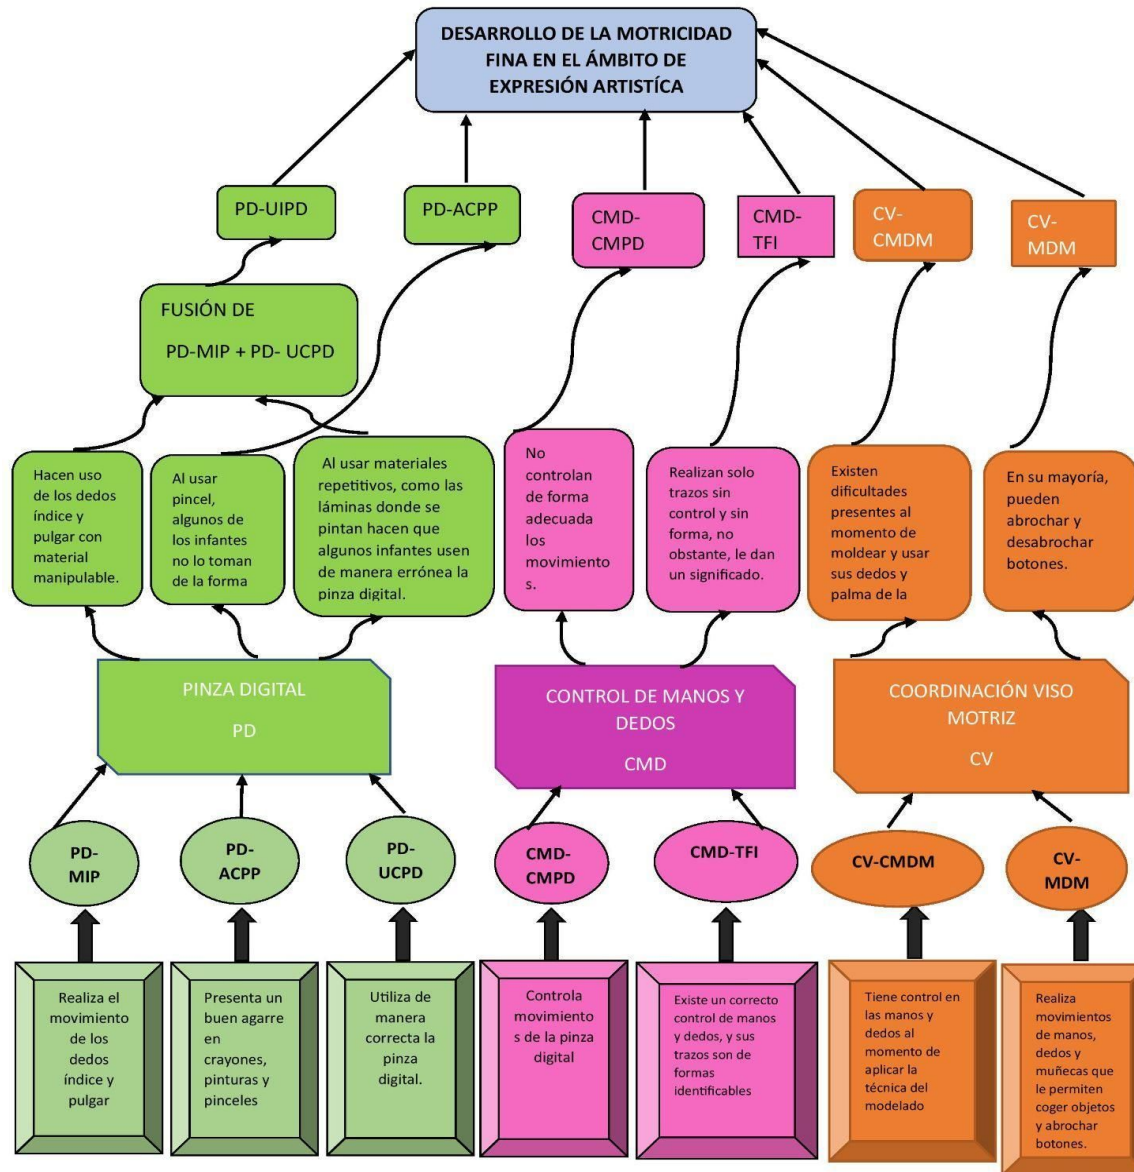 DESARROLLO DE LA MOTRICIDAD
FINA EN EL ÁMBITO DE
EXPRESIÓN ARTISTÍCA
PD-UIPD
PD-ACPP
CMD-
CMPD
CMD-
TFI
CV-
CMDM
CV-
MDM
FUSIÓN DE
PD-MIP + PD- UCPD
Hacen uso
de los dedos
índice y
pulgar con
material
manipulable.
Al usar
pincel,
algunos de
los infantes
no lo toman
de la forma
Al usar materiales
repetitivos, como las
láminas donde se
pintan hacen que
algunos infantes usen
de manera errónea la
pinza digital.
No
controlan
de forma
adecuada
los
movimiento
s.
Realizan solo
trazos sin
control y sin
forma, no
obstante, le dan
un significado.
Existen
dificultades
presentes al
momento de
moldear y usar
sus dedos y
palma de la
En su mayoría,
pueden
abrochar y
desabrochar
botones.
PINZA DIGITAL
PD
CONTROL DE MANOS Y
DEDOS
CMD
COORDINACIÓN VISO
MOTRIZ
CV
PD-
MIP
PD-
ACPP
PD-
UCPD
CMD-
CMPD
CMD-TFI
CV-CMDM
CV-
MDM
Realiza el
movimiento
de los dedos
índice y
pulgar
Presenta un
buen agarre
en
crayones,
pinturas y
pinceles
Utiliza de
manera
correcta la
pinza
digital.
Controla
movimiento
s de la pinza
digital
Existe un correcto
control de manos y
dedos, y sus
trazos son de
formas
identificables
Tiene control en
las manos y
dedos al
momento de
aplicar la
técnica del
modelado
Realiza
movimientos
de manos,
dedos y
muñecas que
le permiten
coger objetos
y abrochar
botones.